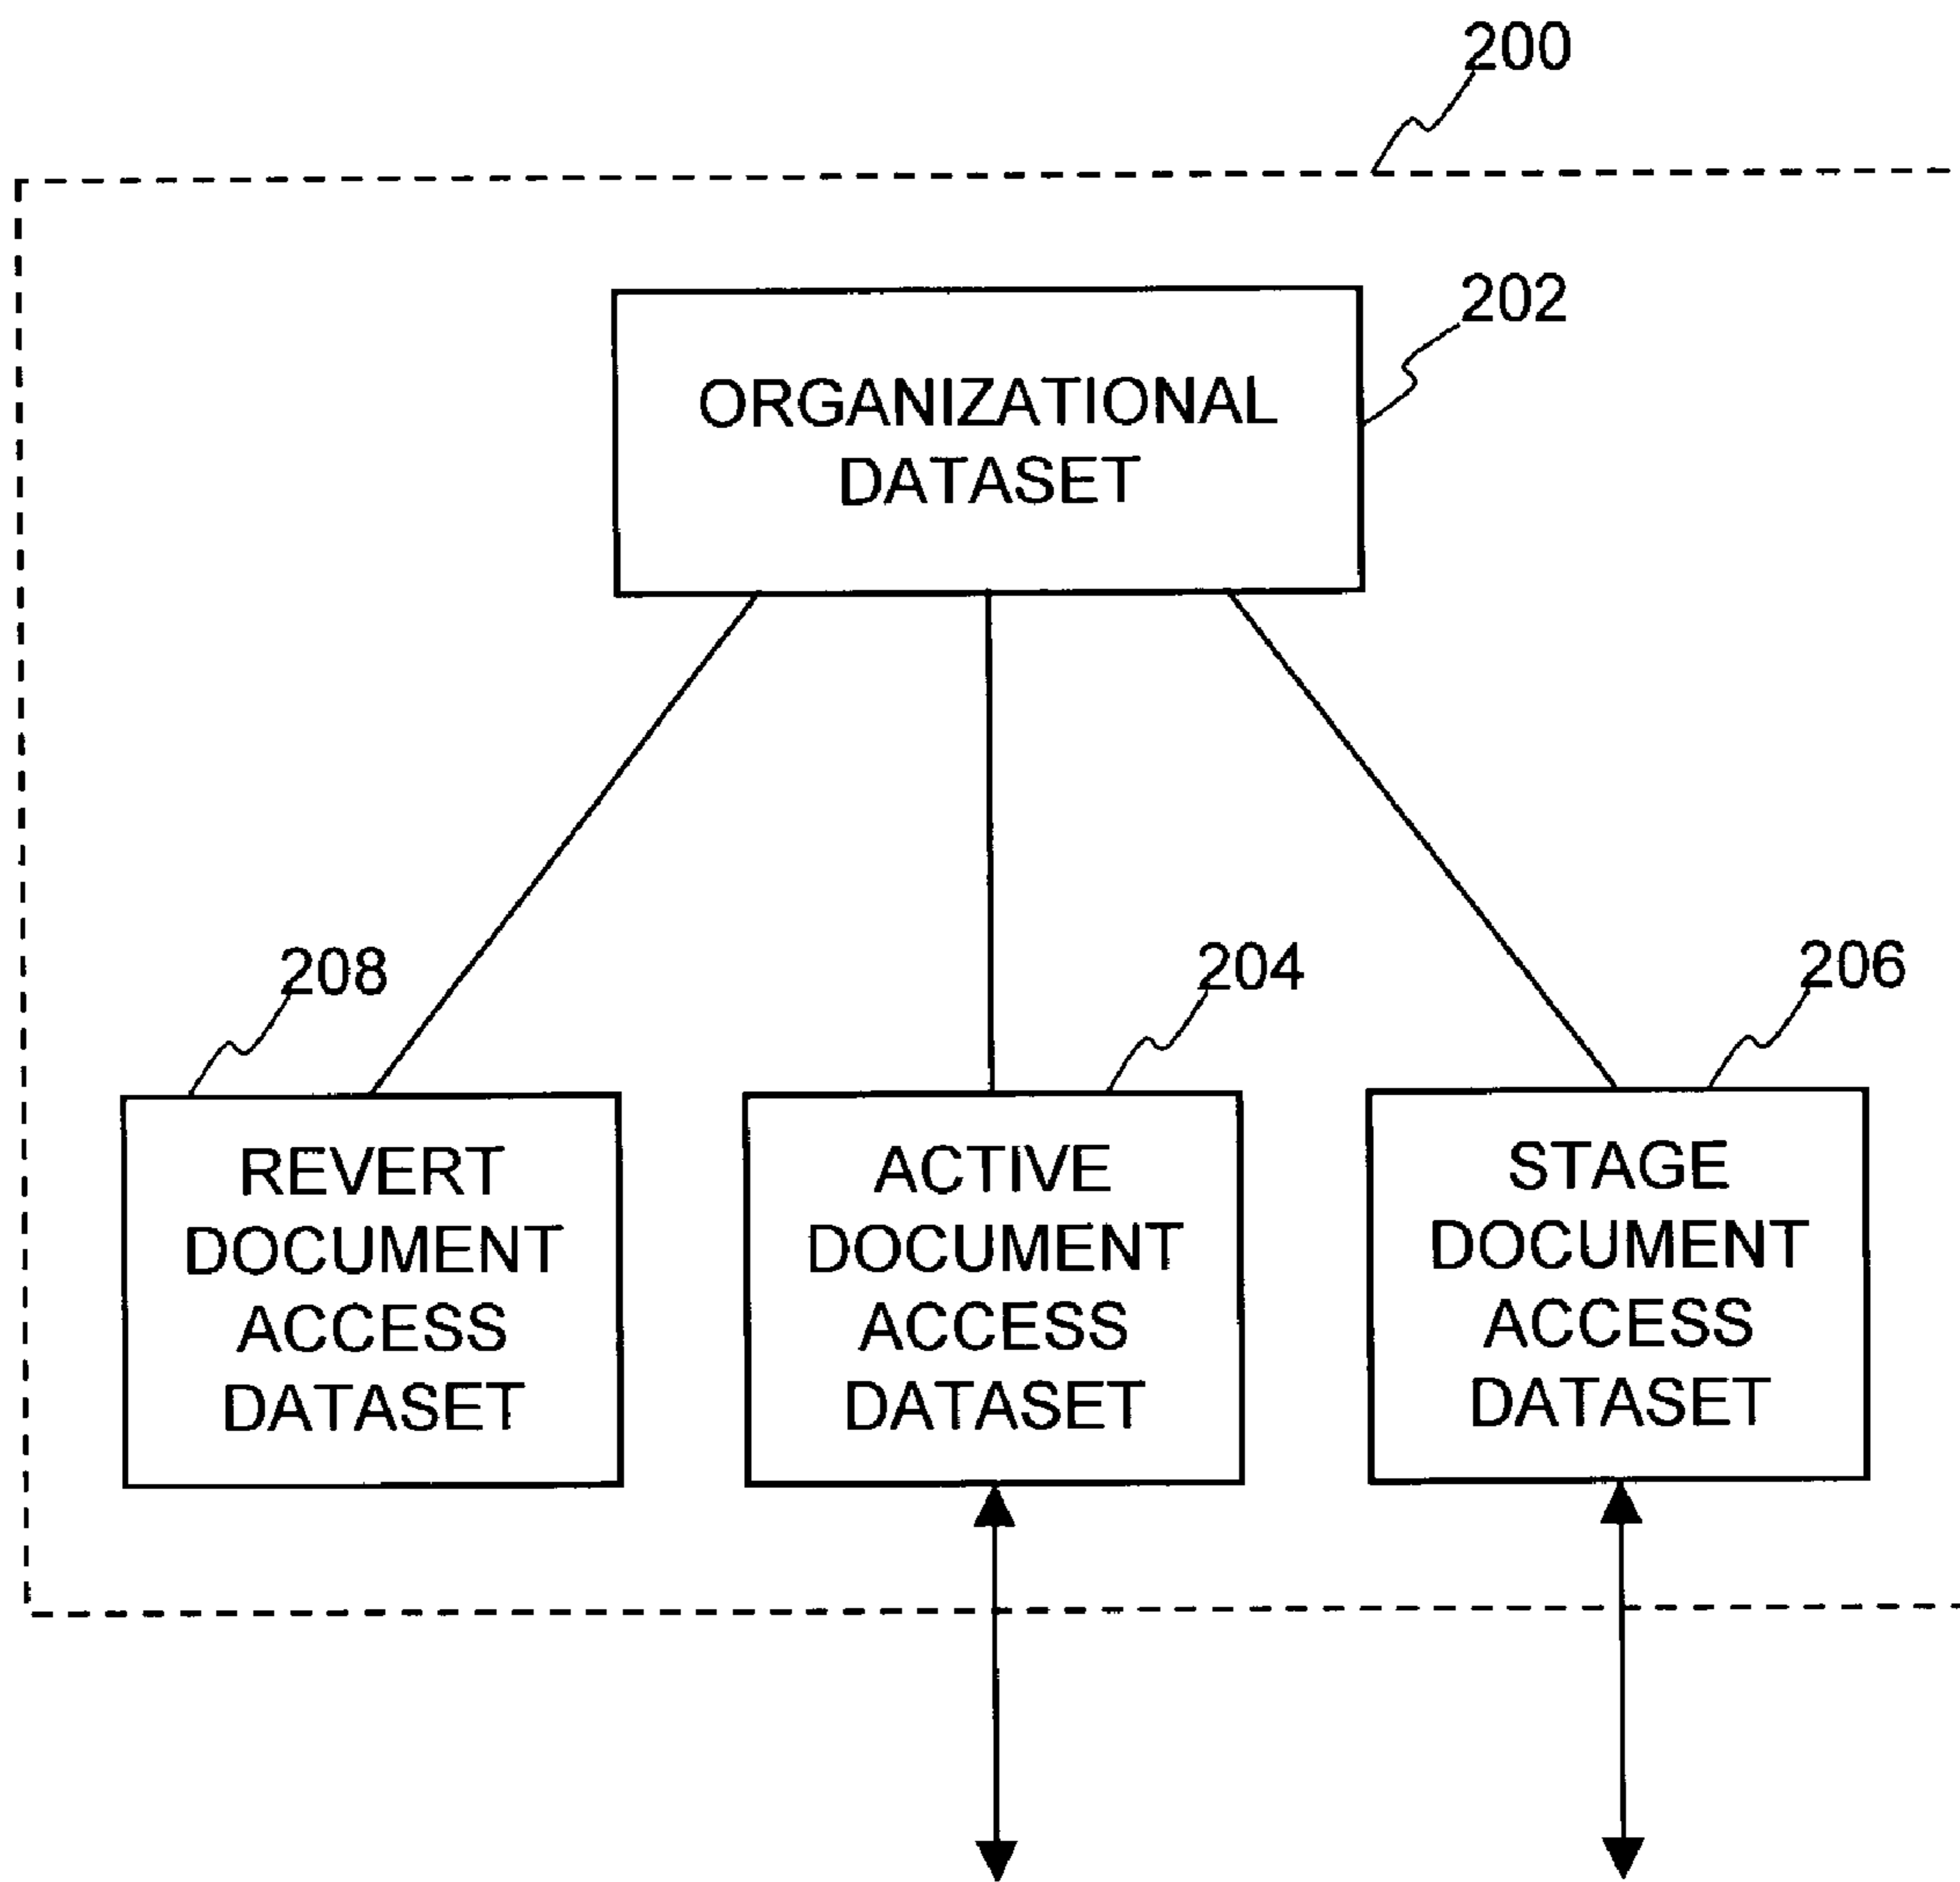 200
202
ORGANIZATIONAL
DATASET
208
204
206
REVERT
DOCUMENT
ACCESS
DATASET
ACTIVE
DOCUMENT
ACCESS
DATASET
STAGE
DOCUMENT
ACCESS
DATASET